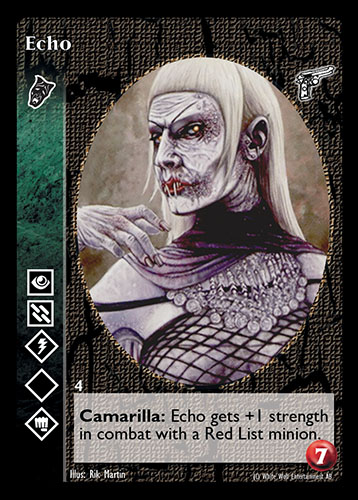 Echo
4
Camarilla: Echo gets +1 strength
in combat with a Red List minion.
7
Illus: Rik Martin